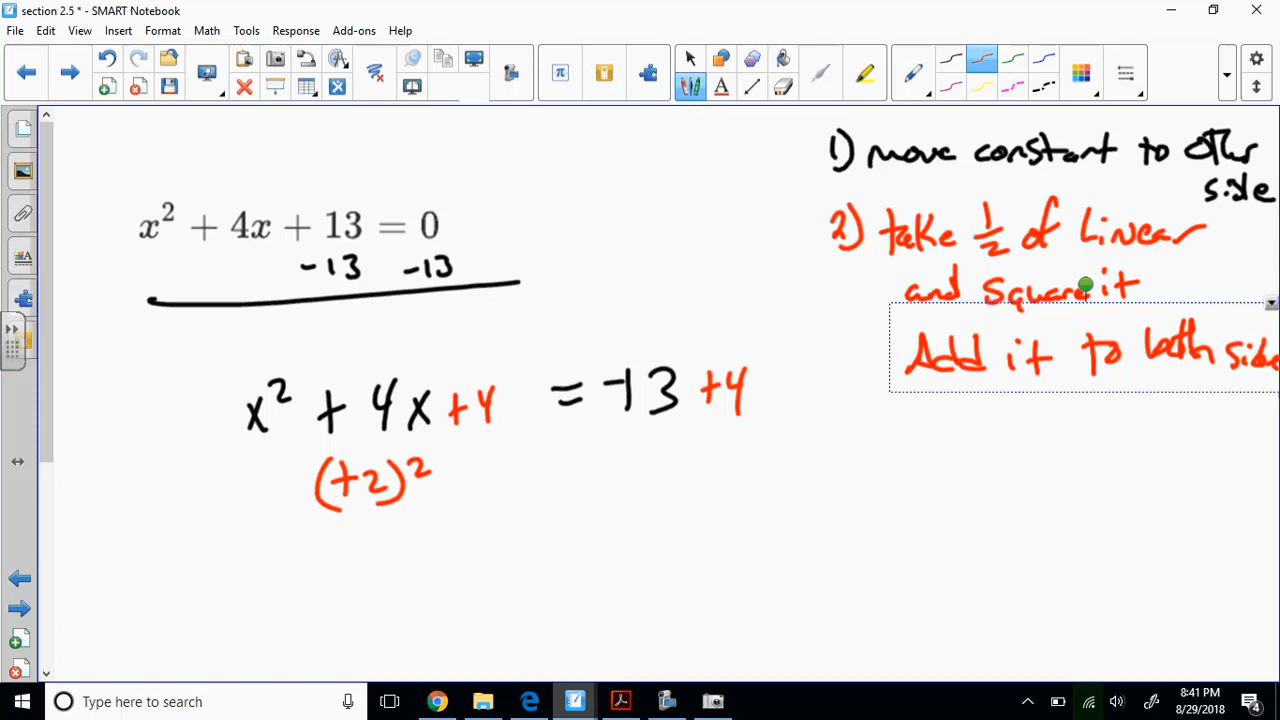 section 2.5 * - SMART Notebook
File Edit View Insert Format Math Tools Response Add-ons Help
1) move constant to other
side
x² + 4x + 13 = 0
-13 -13
2) take 1/2 of Linear
and square it
Add it to both side
x² + 4x +4 = -13 +4
(+2)²
Type here to search
8:41 PM
8/29/2018
4